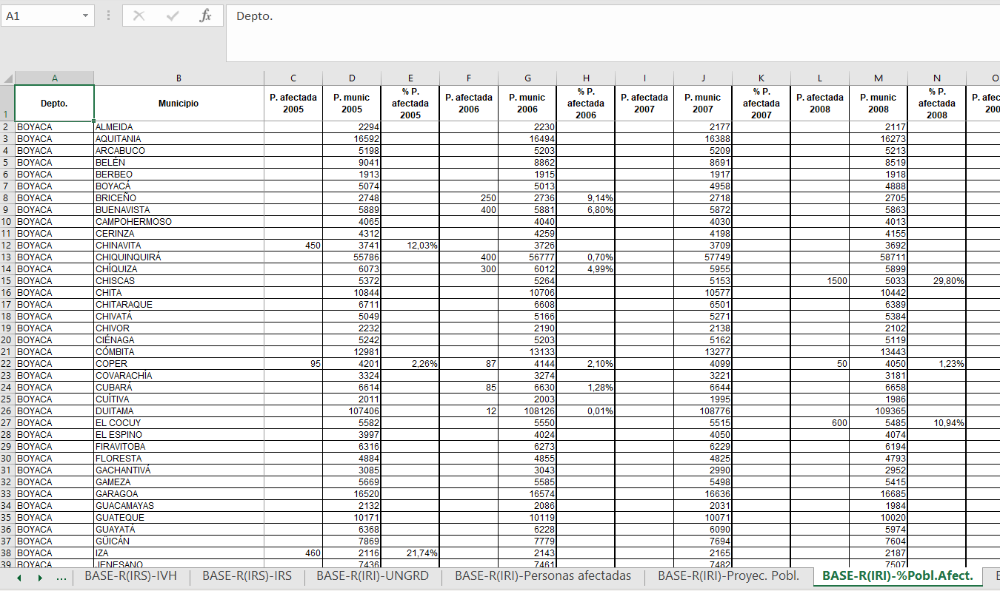 A1 fx Depto.
A B C D E F G H I J K L M N O
1 Depto. Municipio P. afectada 2005 P. munic 2005 % P. afectada 2005 P. afectada 2006 P. munic 2006 % P. afectada 2006 P. afectada 2007 P. munic 2007 % P. afectada 2007 P. afectada 2008 P. munic 2008 % P. afectada 2008 P. afec 200
2 BOYACA ALMEIDA 2294 2230 2177 2117
3 BOYACA AQUITANIA 16592 16494 16388 16273
4 BOYACA ARCABUCO 5198 5203 5209 5213
5 BOYACA BELÉN 9041 8862 8691 8519
6 BOYACA BERBEO 1913 1915 1917 1918
7 BOYACA BOYACÁ 5074 5013 4958 4888
8 BOYACA BRICEÑO 2748 250 2736 9,14% 2718 2705
9 BOYACA BUENAVISTA 5889 400 5881 6,80% 5872 5863
10 BOYACA CAMPOHERMOSO 4065 4040 4030 4013
11 BOYACA CERINZA 4312 4259 4198 4155
12 BOYACA CHINAVITA 450 3741 12,03% 3726 3709 3692
13 BOYACA CHIQUINQUIRÁ 55786 400 56777 0,70% 57749 58711
14 BOYACA CHÍQUIZA 6073 300 6012 4,99% 5955 5899
15 BOYACA CHISCAS 5372 5264 5153 1500 5033 29,80%
16 BOYACA CHITA 10844 10706 10577 10442
17 BOYACA CHITARAQUE 6711 6608 6501 6389
18 BOYACA CHIVATÁ 5049 5166 5271 5384
19 BOYACA CHIVOR 2232 2190 2138 2102
20 BOYACA CIÉNAGA 5242 5203 5162 5119
21 BOYACA CÓMBITA 12981 13133 13277 13443
22 BOYACA COPER 95 4201 2,26% 87 4144 2,10% 4099 50 4050 1,23%
23 BOYACA COVARACHÍA 3324 3274 3221 3181
24 BOYACA CUBARÁ 6614 85 6630 1,28% 6644 6658
25 BOYACA CUÍTIVA 2011 2003 1995 1986
26 BOYACA DUITAMA 107406 12 108126 0,01% 108776 109365
27 BOYACA EL COCUY 5582 5550 5515 600 5485 10,94%
28 BOYACA EL ESPINO 3997 4024 4050 4074
29 BOYACA FIRAVITOBA 6316 6273 6229 6194
30 BOYACA FLORESTA 4884 4855 4825 4793
31 BOYACA GACHANTIVÁ 3085 3043 2990 2952
32 BOYACA GAMEZA 5669 5585 5498 5415
33 BOYACA GARAGOA 16520 16574 16636 16685
34 BOYACA GUACAMAYAS 2132 2086 2031 1984
35 BOYACA GUATEQUE 10171 10119 10071 10020
36 BOYACA GUAYATÁ 6368 6228 6090 5974
37 BOYACA GÜICÁN 7869 7779 7694 7604
38 BOYACA IZA 460 2116 21,74% 2143 2165 2187
39 BOYACA JENESANO 7436 7461 7482 7507
... BASE-R(IRS)-IVH BASE-R(IRS)-IRS BASE-R(IRI)-UNGRD BASE-R(IRI)-Personas afectadas BASE-R(IRI)-Proyec. Pobl. BASE-R(IRI)-%Pobl.Afect.